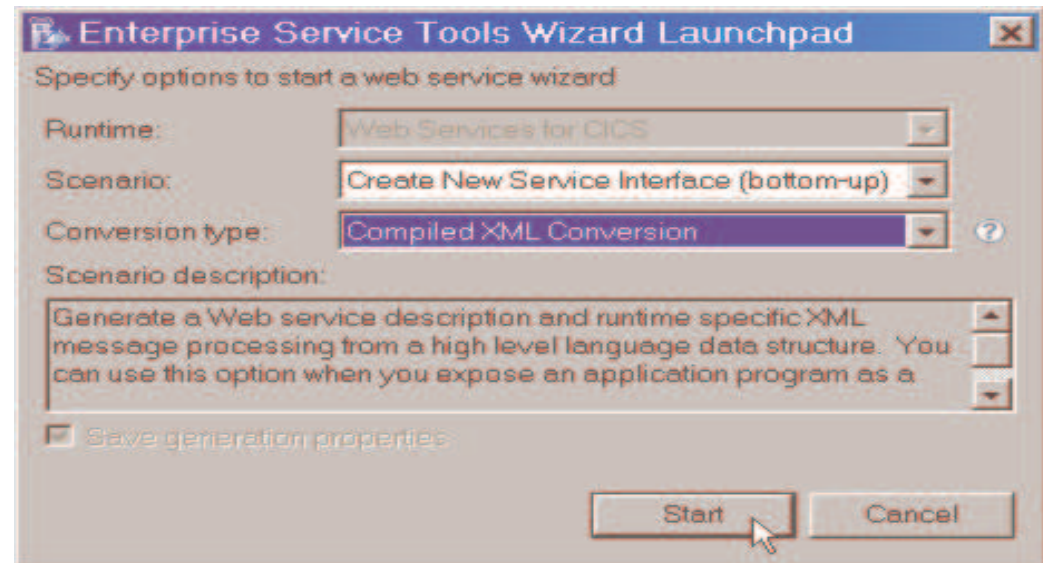 Enterprise Service Tools Wizard Launchpad
Specify options to start a web service wizard
Runtime: Web Services for CICS
Scenario: Create New Service Interface (bottom-up)
Conversion type: Compiled XML Conversion
Scenario description:
Generate a Web service description and runtime specific XML
message processing from a high level language data structure. You
can use this option when you expose an application program as a
Save generation properties
Start Cancel